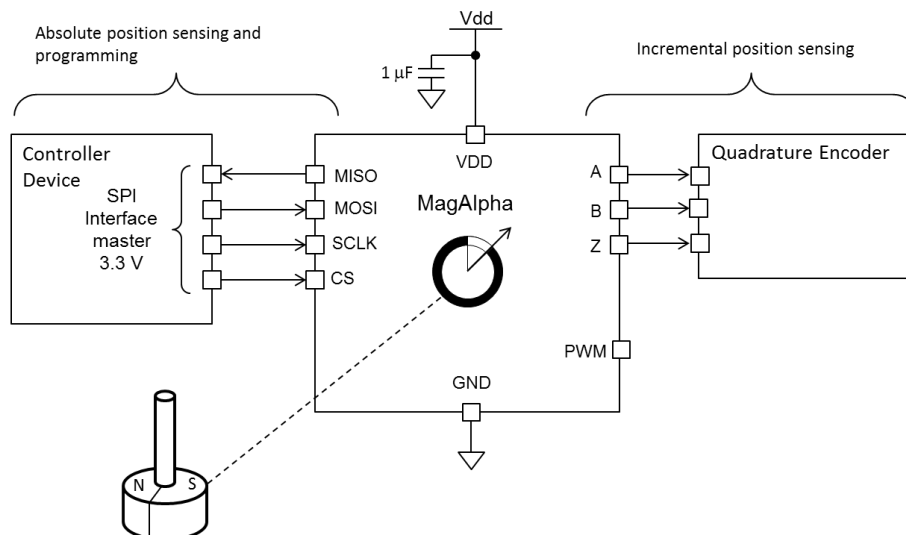 Absolute position sensing and
programming
Vdd
1 µF
Incremental position sensing
Controller
Device
SPI
Interface
master
3.3 V
MISO
MOSI
SCLK
CS
VDD
MagAlpha
GND
A
B
Z
PWM
Quadrature Encoder
N
S